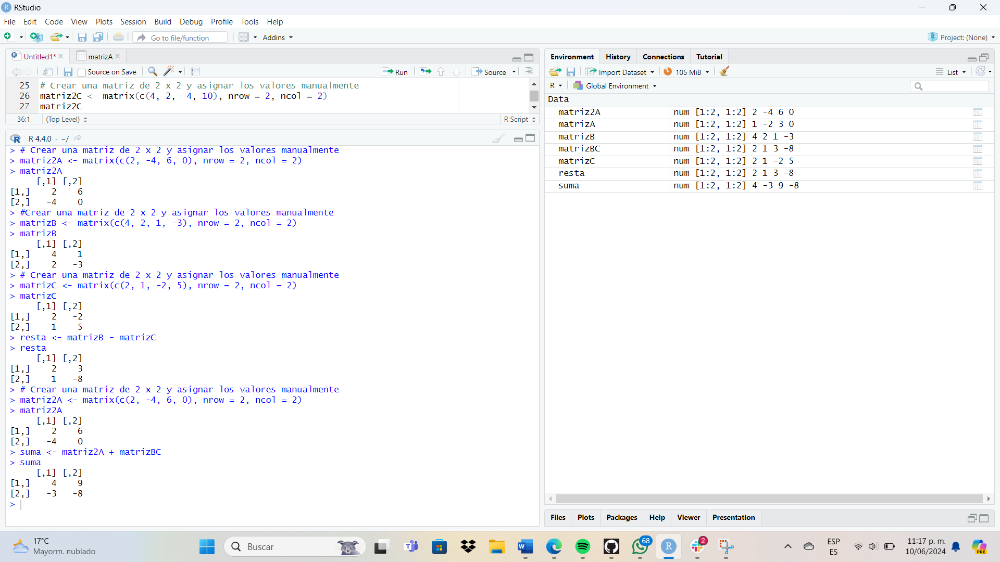 RStudio
File Edit Code View Plots Session Build Debug Profile Tools Help
Go to file/function Addins Project: (None)
Untitled1* matrizA
Source on Save Run Source
25 # Crear una matriz de 2 x 2 y asignar los valores manualmente
26 matriz2C <- matrix(c(4, 2, -4, 10), nrow = 2, ncol = 2)
27 matriz2C
36:1 (Top Level) R Script
R 4.4.0 · ~/
> # Crear una matriz de 2 x 2 y asignar los valores manualmente
> matriz2A <- matrix(c(2, -4, 6, 0), nrow = 2, ncol = 2)
> matriz2A
[,1] [,2]
[1,] 2 6
[2,] -4 0
> #Crear una matriz de 2 x 2 y asignar los valores manualmente
> matrizB <- matrix(c(4, 2, 1, -3), nrow = 2, ncol = 2)
> matrizB
[,1] [,2]
[1,] 4 1
[2,] 2 -3
> # Crear una matriz de 2 x 2 y asignar los valores manualmente
> matrizC <- matrix(c(2, 1, -2, 5), nrow = 2, ncol = 2)
> matrizC
[,1] [,2]
[1,] 2 -2
[2,] 1 5
> resta <- matrizB - matrizC
> resta
[,1] [,2]
[1,] 2 3
[2,] 1 -8
> # Crear una matriz de 2 x 2 y asignar los valores manualmente
> matriz2A <- matrix(c(2, -4, 6, 0), nrow = 2, ncol = 2)
> matriz2A
[,1] [,2]
[1,] 2 6
[2,] -4 0
> suma <- matriz2A + matrizBC
> suma
[,1] [,2]
[1,] 4 9
[2,] -3 -8
>
Environment History Connections Tutorial
Import Dataset 105 MiB List
R Global Environment
Data
matriz2A num [1:2, 1:2] 2 -4 6 0
matrizA num [1:2, 1:2] 1 -2 3 0
matrizB num [1:2, 1:2] 4 2 1 -3
matrizBC num [1:2, 1:2] 2 1 3 -8
matrizC num [1:2, 1:2] 2 1 -2 5
resta num [1:2, 1:2] 2 1 3 -8
suma num [1:2, 1:2] 4 -3 9 -8
Files Plots Packages Help Viewer Presentation
17°C
Mayorm. nublado
Buscar
68
2
ESP
ES
11:17 p. m.
10/06/2024
PRE